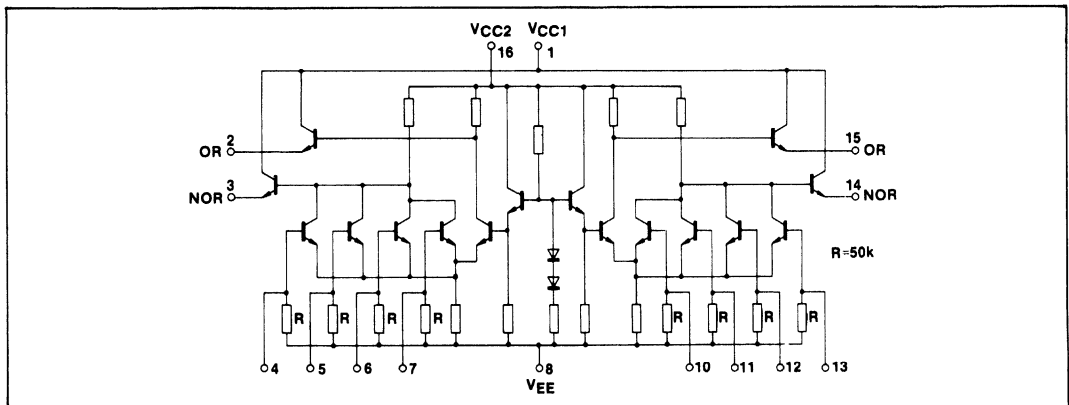 VCC2 VCC1
16 1
2
OR
15
OR
3
NOR
14
NOR
R=50k
R R R R R R R R
4 5 6 7 8 10 11 12 13
VEE